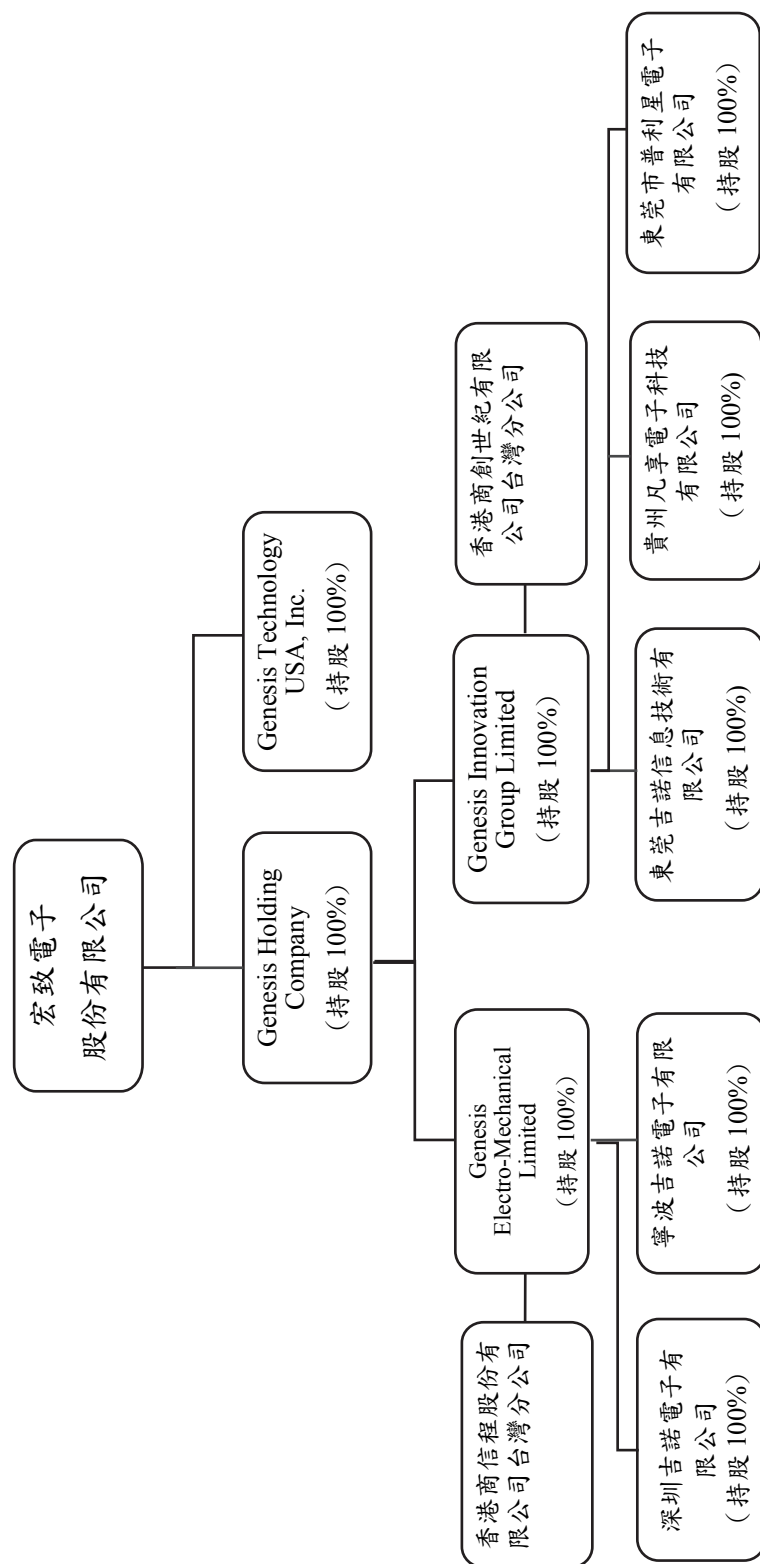 宏致電子
股份有限公司
Genesis Holding
Company
(持股 100%)
Genesis Technology
USA, Inc.
(持股 100%)
香港商信程股份有
限公司台灣分公司
Genesis
Electro-Mechanical
Limited
(持股 100%)
Genesis Innovation
Group Limited
(持股 100%)
香港商創世紀有限
公司台灣分公司
深圳吉諾電子有
限公司
(持股 100%)
寧波吉諾電子有限
公司
(持股 100%)
東莞吉諾信息技術有
限公司
(持股 100%)
貴州凡享電子科技
有限公司
(持股 100%)
東莞市普利星電子
有限公司
(持股 100%)